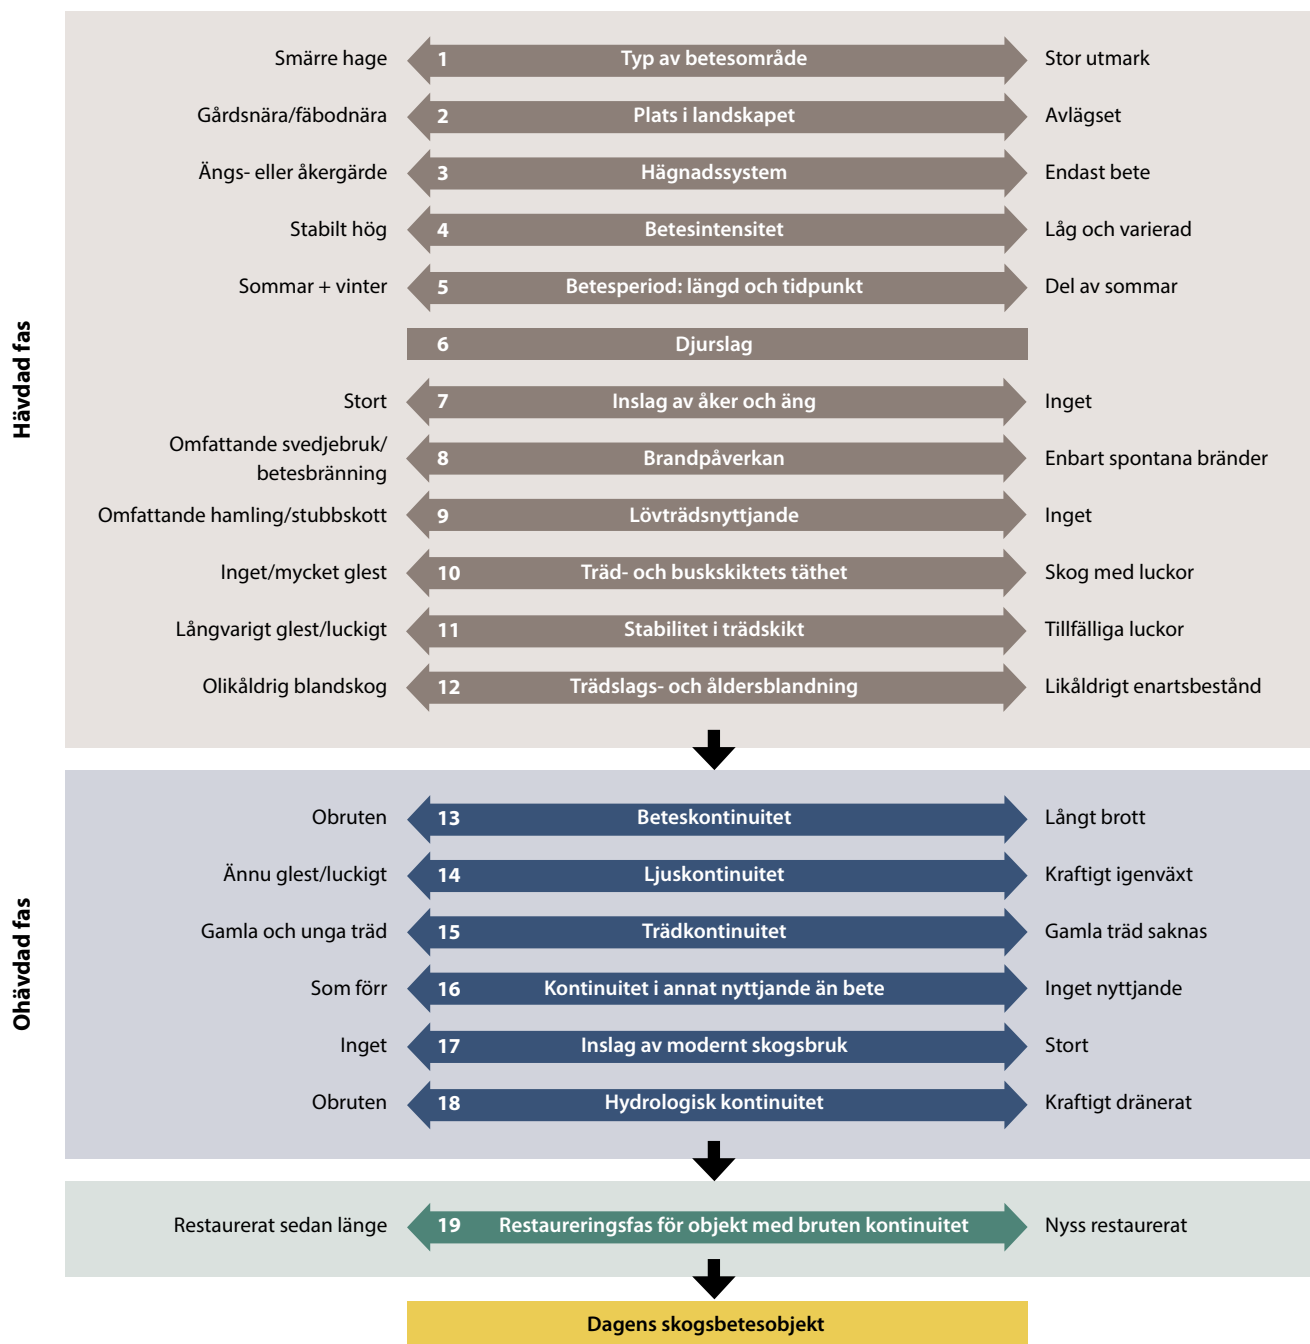 Hävdad fas
Smärre hage 1 Typ av betesområde Stor utmark
Gårdsnära/fäbodnära 2 Plats i landskapet Avlägset
Ängs- eller åkergärde 3 Hägnadssystem Endast bete
Stabilt hög 4 Betesintensitet Låg och varierad
Sommar + vinter 5 Betesperiod: längd och tidpunkt Del av sommar
6 Djurslag
Stort 7 Inslag av åker och äng Inget
Omfattande svedjebruk/
betesbränning 8 Brandpåverkan Enbart spontana bränder
Omfattande hamling/stubbskott 9 Lövträdsnyttjande Inget
Inget/mycket glest 10 Träd- och buskskiktets täthet Skog med luckor
Långvarigt glest/luckigt 11 Stabilitet i trädskikt Tillfälliga luckor
Olikåldrig blandskog 12 Trädslags- och åldersblandning Likåldrigt enartsbestånd
Ohävdad fas
Obruten 13 Beteskontinuitet Långt brott
Ännu glest/luckigt 14 Ljuskontinuitet Kraftigt igenväxt
Gamla och unga träd 15 Trädkontinuitet Gamla träd saknas
Som förr 16 Kontinuitet i annat nyttjande än bete Inget nyttjande
Inget 17 Inslag av modernt skogsbruk Stort
Obruten 18 Hydrologisk kontinuitet Kraftigt dränerat
Restaurerat sedan länge 19 Restaureringsfas för objekt med bruten kontinuitet Nyss restaurerat
Dagens skogsbetesobjekt